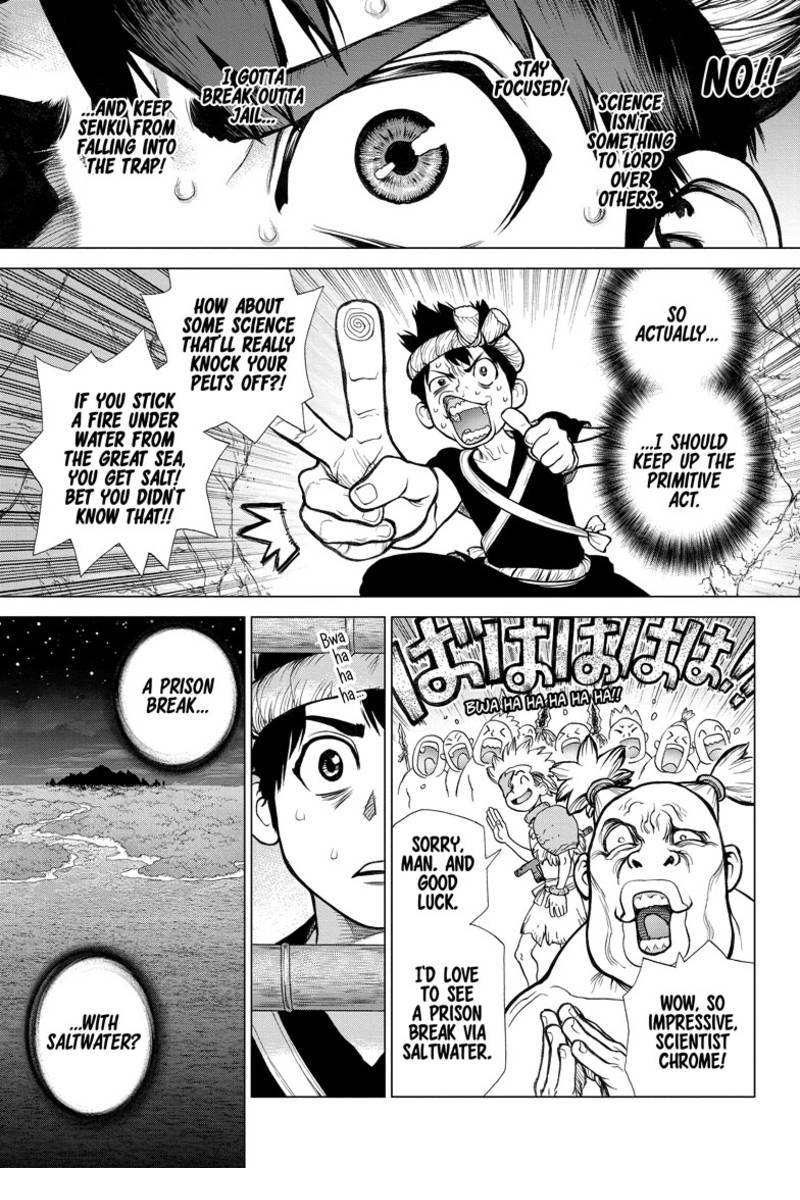 NO!!
SCIENCE
ISN'T
SOMETHING
TO LORD
OVER
OTHERS.
STAY
FOCUSED!
I GOTTA
BREAK OUTTA
JAIL...
...AND KEEP
SENKU FROM
FALLING INTO
THE TRAP!
SO
ACTUALLY...
...I SHOULD
KEEP UP THE
PRIMITIVE
ACT.
HOW ABOUT
SOME SCIENCE
THAT'LL REALLY
KNOCK YOUR
PELTS OFF?!
IF YOU STICK
A FIRE UNDER
WATER FROM
THE GREAT SEA,
YOU GET SALT!
BET YOU DIDN'T
KNOW THAT!!
ばはははは!!
BWA HA HA HA HA HA!!
WOW, SO
IMPRESSIVE,
SCIENTIST
CHROME!
SORRY,
MAN. AND
GOOD
LUCK.
I'D LOVE
TO SEE
A PRISON
BREAK VIA
SALTWATER.
Bwa
ha
ha
ha...
A PRISON
BREAK...
...WITH
SALTWATER?